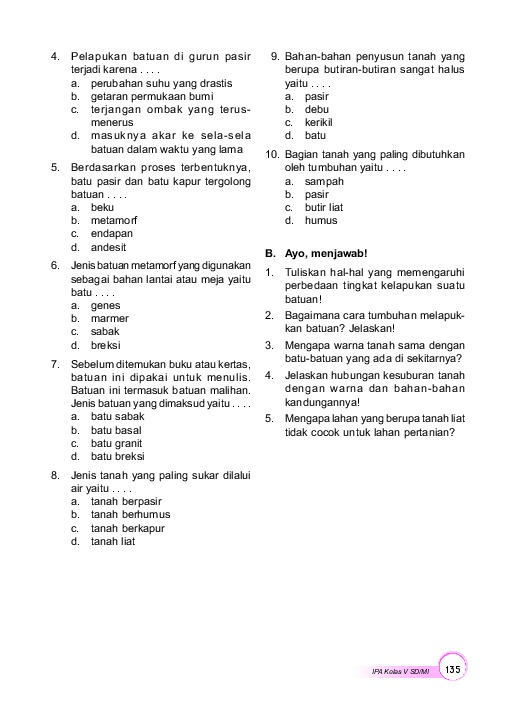 4. Pelapukan batuan di gurun pasir
terjadi karena . . . .
a. perubahan suhu yang drastis
b. getaran permukaan bumi
c. terjangan ombak yang terus-
menerus
d. masuknya akar ke sela-sela
batuan dalam waktu yang lama
5. Berdasarkan proses terbentuknya,
batu pasir dan batu kapur tergolong
batuan . . . .
a. beku
b. metamorf
c. endapan
d. andesit
6. Jenis batuan metamorf yang digunakan
sebagai bahan lantai atau meja yaitu
batu . . . .
a. genes
b. marmer
c. sabak
d. breksi
7. Sebelum ditemukan buku atau kertas,
batuan ini dipakai untuk menulis.
Batuan ini termasuk batuan malihan.
Jenis batuan yang dimaksud yaitu . . . .
a. batu sabak
b. batu basal
c. batu granit
d. batu breksi
8. Jenis tanah yang paling sukar dilalui
air yaitu . . . .
a. tanah berpasir
b. tanah berhumus
c. tanah berkapur
d. tanah liat
9. Bahan-bahan penyusun tanah yang
berupa butiran-butiran sangat halus
yaitu . . . .
a. pasir
b. debu
c. kerikil
d. batu
10. Bagian tanah yang paling dibutuhkan
oleh tumbuhan yaitu . . . .
a. sampah
b. pasir
c. butir liat
d. humus
B. Ayo, menjawab!
1. Tuliskan hal-hal yang memengaruhi
perbedaan tingkat kelapukan suatu
batuan!
2. Bagaimana cara tumbuhan melapuk-
kan batuan? Jelaskan!
3. Mengapa warna tanah sama dengan
batu-batuan yang ada di sekitarnya?
4. Jelaskan hubungan kesuburan tanah
dengan warna dan bahan-bahan
kandungannya!
5. Mengapa lahan yang berupa tanah liat
tidak cocok untuk lahan pertanian?
IPA Kelas V SD/MI 135